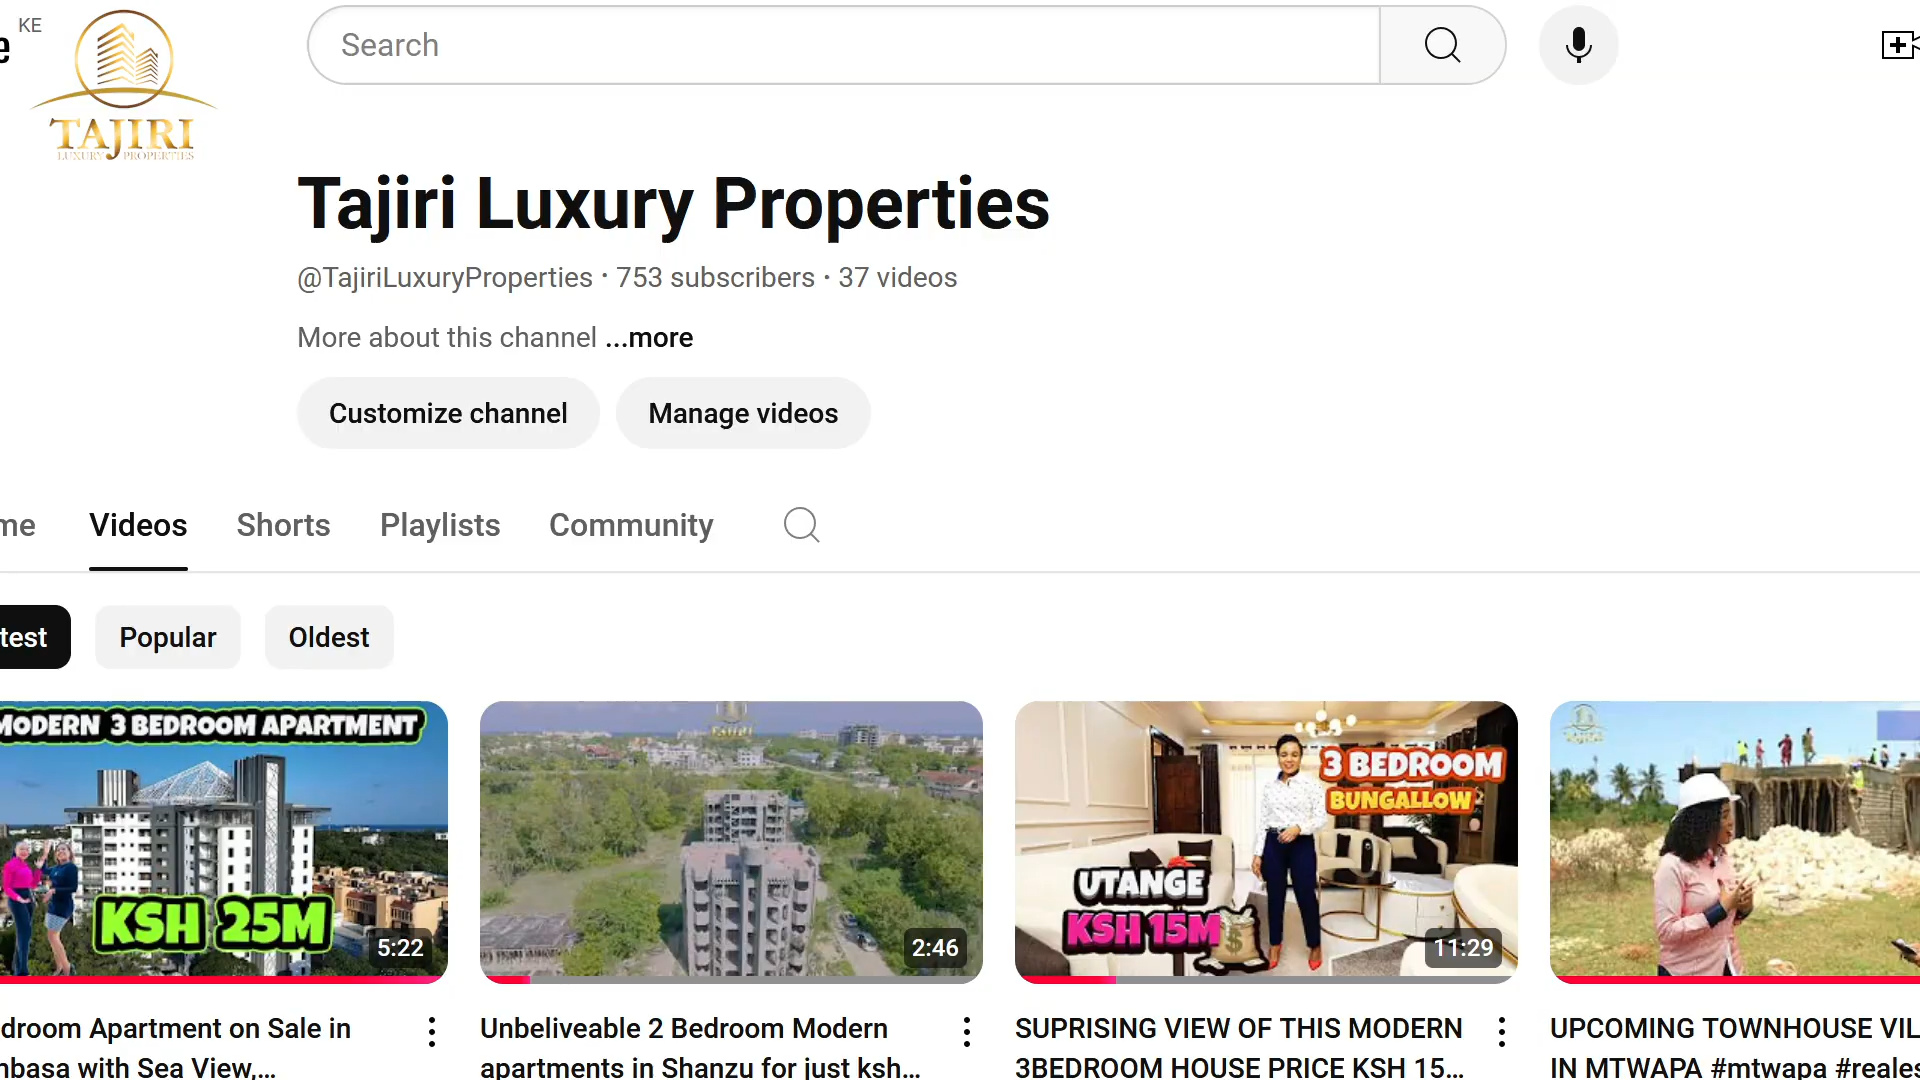 e KE
TAJIRI
LUXURY PROPERTIES
Search
Tajiri Luxury Properties
@TajiriLuxuryProperties · 753 subscribers · 37 videos
More about this channel ...more
Customize channel
Manage videos
me
Videos
Shorts
Playlists
Community
test
Popular
Oldest
MODERN 3 BEDROOM APARTMENT
KSH 25M
5:22
TAJIRI
2:46
3 BEDROOM
BUNGALLOW
UTANGE
KSH 15M
$
11:29
droom Apartment on Sale in
nbasa with Sea View,...
Unbeliveable 2 Bedroom Modern
apartments in Shanzu for just ksh...
SUPRISING VIEW OF THIS MODERN
3BEDROOM HOUSE PRICE KSH 15...
UPCOMING TOWNHOUSE VIL
IN MTWAPA #mtwapa #reales